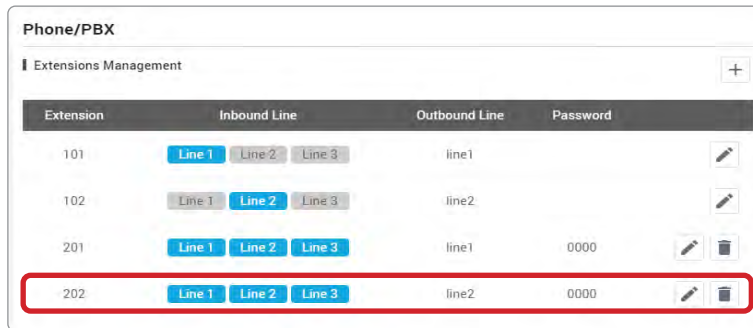 Phone/PBX
Extensions Management
+
Extension Inbound Line Outbound Line Password
101 Line 1 Line 2 Line 3 line1
102 Line 1 Line 2 Line 3 line2
201 Line 1 Line 2 Line 3 line1 0000
202 Line 1 Line 2 Line 3 line2 0000